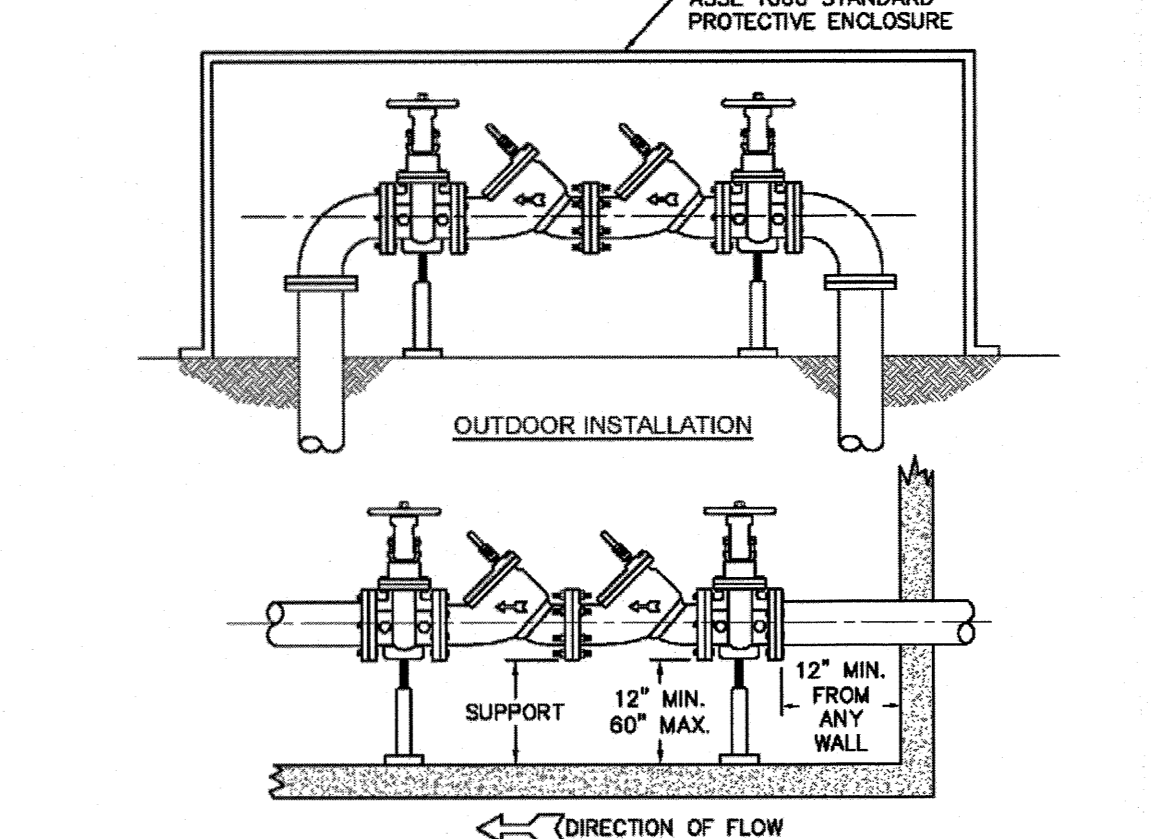 PROTECTIVE ENCLOSURE
OUTDOOR INSTALLATION
SUPPORT
12" MIN.
60" MAX.
12" MIN.
FROM
ANY
WALL
DIRECTION OF FLOW